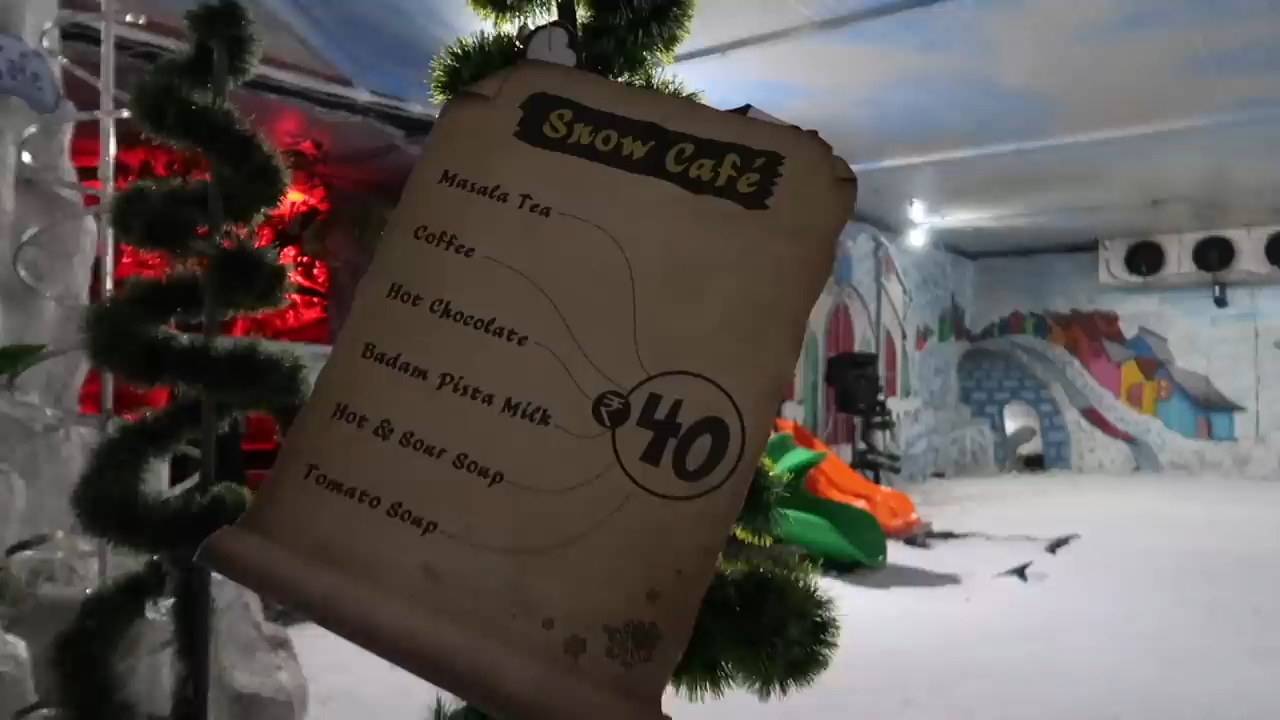 Snow Café
Masala Tea
Coffee
Hot Chocolate
Badam Pista Milk
Hot & Sour Soup
Tomato Soup
₹ 40